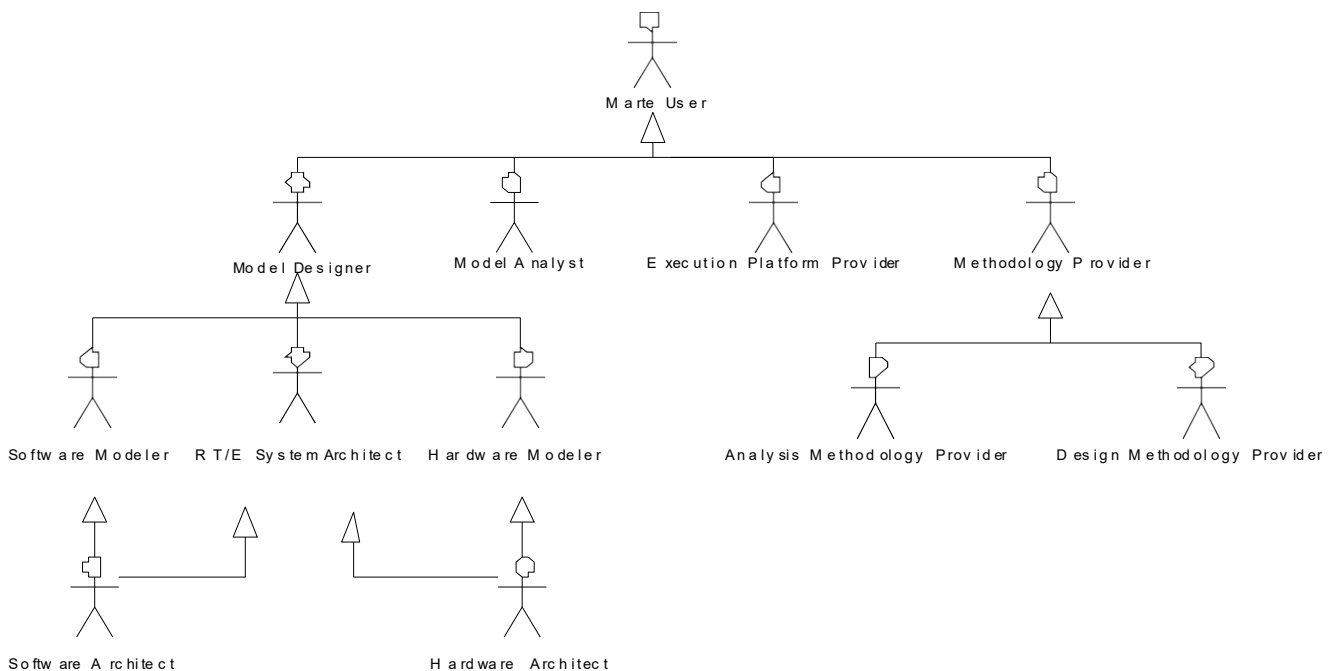 Marte User
Model Designer
Model Analyst
Execution Platform Provider
Methodology Provider
Software Modeler
RT/E System Architect
Hardware Modeler
Analysis Methodology Provider
Design Methodology Provider
Software Architect
Hardware Architect